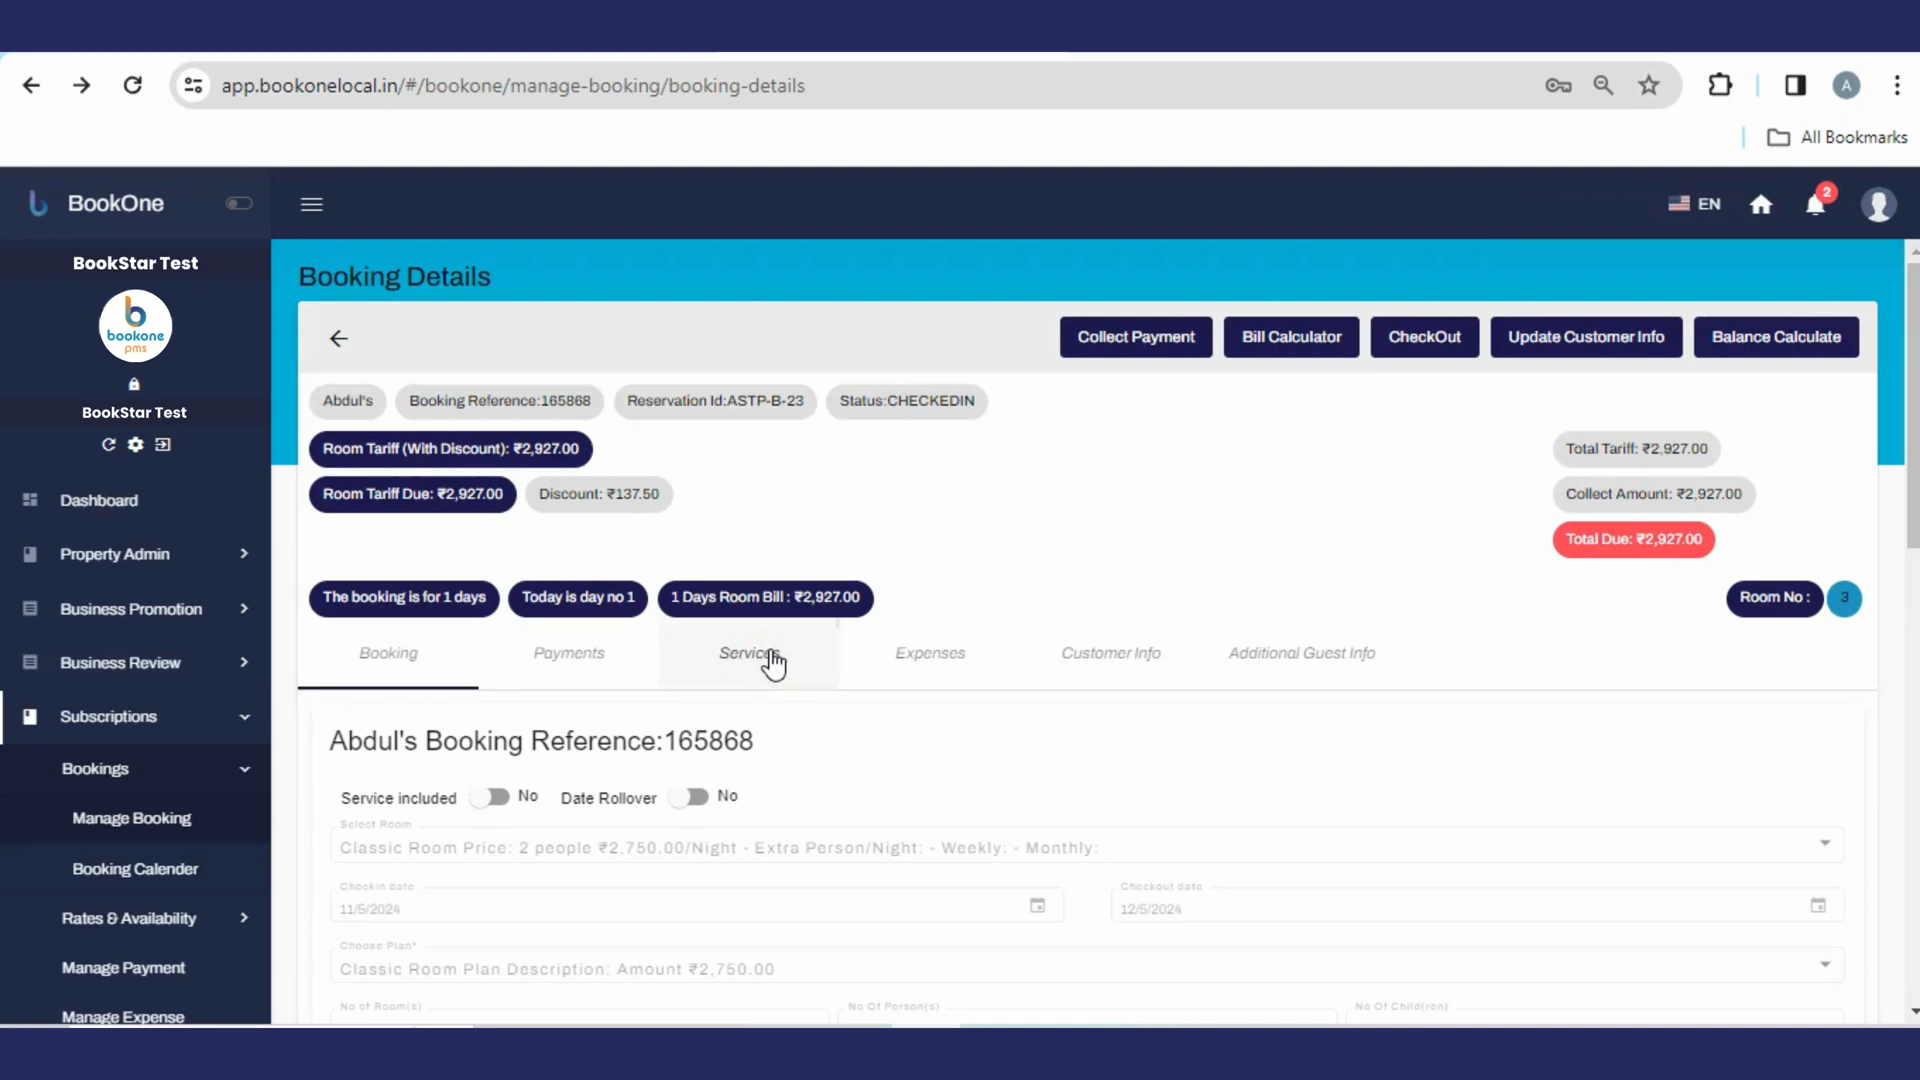 app.bookonelocal.in/#/bookone/manage-booking/booking-details
A
All Bookmarks
BookOne
EN
2
BookStar Test
b
bookone
pms
BookStar Test
Dashboard
Property Admin
Business Promotion
Business Review
Subscriptions
Bookings
Manage Booking
Booking Calender
Rates & Availability
Manage Payment
Manage Expense
Booking Details
Collect Payment
Bill Calculator
CheckOut
Update Customer Info
Balance Calculate
Abdul's
Booking Reference:165868
Reservation Id:ASTP-B-23
Status:CHECKEDIN
Room Tariff (With Discount): ₹2,927.00
Total Tariff: ₹2,927.00
Room Tariff Due: ₹2,927.00
Discount: ₹137.50
Collect Amount: ₹2,927.00
Total Due: ₹2,927.00
The booking is for 1 days
Today is day no 1
1 Days Room Bill : ₹2,927.00
Room No :
3
Booking
Payments
Services
Expenses
Customer Info
Additional Guest Info
Abdul's Booking Reference:165868
Service included
No
Date Rollover
No
Select Room
Classic Room Price: 2 people ₹2,750.00/Night - Extra Person/Night: - Weekly: - Monthly:
Checkin date
11/5/2024
Checkout date
12/5/2024
Choose Plan*
Classic Room Plan Description: Amount ₹2,750.00
No of Room(s)
No Of Person(s)
No Of Child(ren)